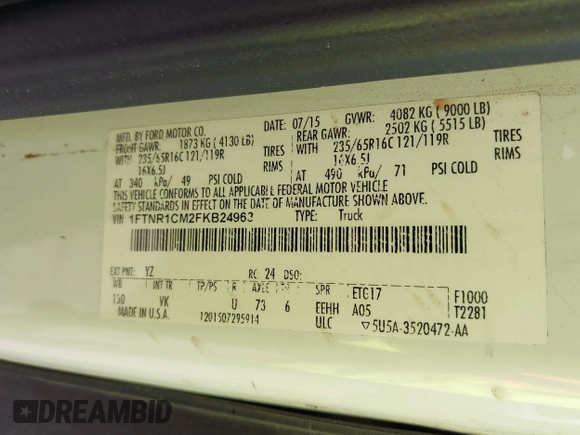 MFD. BY FORD MOTOR CO. 07/15 GVWR: 4082 KG ( 9000 LB)
FRONT GAWR: 1873 KG ( 4130 LB) REAR GAWR: 2502 KG ( 5515 LB)
WITH 235/65R16C 121/119R TIRES WITH 235/65R16C 121/119R TIRES
16X6.5J RIMS 16X6.5J RIMS
AT 340 kPa/ 49 PSI COLD AT 490 kPa/ 71 PSI COLD
THIS VEHICLE CONFORMS TO ALL APPLICABLE FEDERAL MOTOR VEHICLE
SAFETY STANDARDS IN EFFECT ON THE DATE OF MANUFACTURE SHOWN ABOVE.
VIN: 1FTNR1CM2FKB24963 TYPE: Truck
EXT PNT: YZ RC: 24 DSO:
WB INT TR TP/PS R AXLE TR SPR ETC17 F1000
130 VK U 73 6 EEHH A05 T2281
MADE IN U.S.A. 1201507295914 ULC ▽5U5A-3520472-AA
DREAMBID